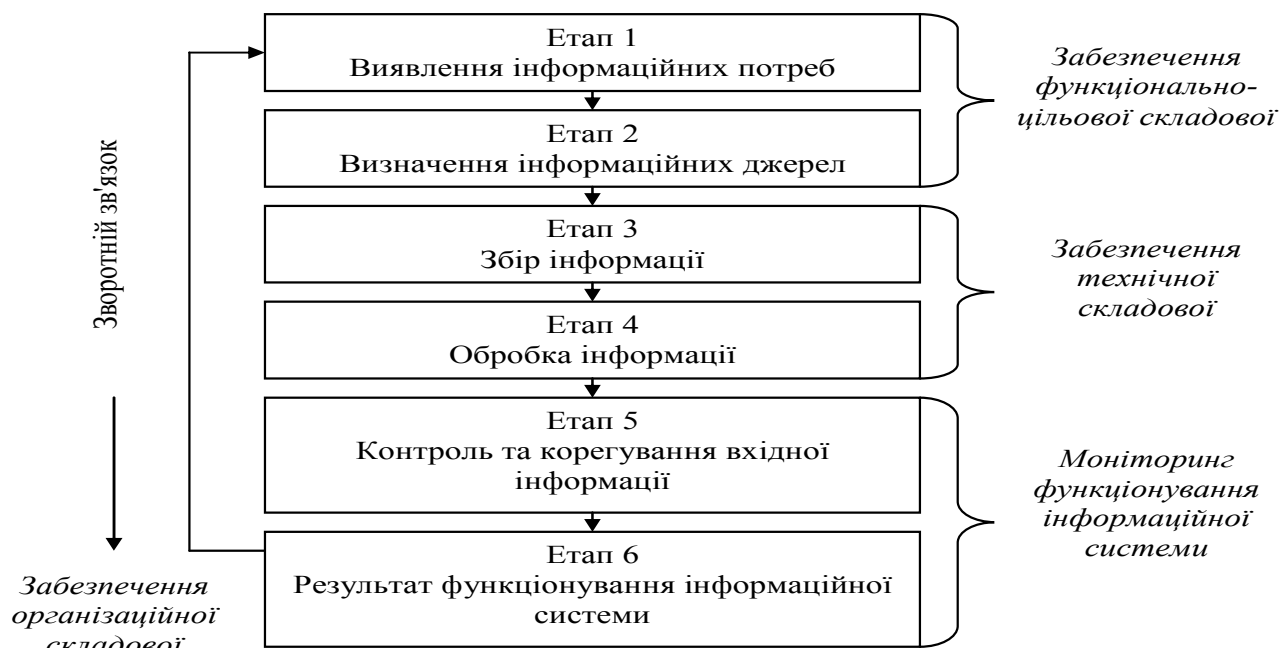 Етап 1
Виявлення інформаційних потреб
Етап 2
Визначення інформаційних джерел
Етап 3
Збір інформації
Етап 4
Обробка інформації
Етап 5
Контроль та корегування вхідної
інформації
Етап 6
Результат функціонування інформаційної
системи
Забезпечення
функціонально-
цільової складової
Забезпечення
технічної
складової
Моніторинг
функціонування
інформаційної
системи
Зворотній зв'язок
Забезпечення
організаційної
складової